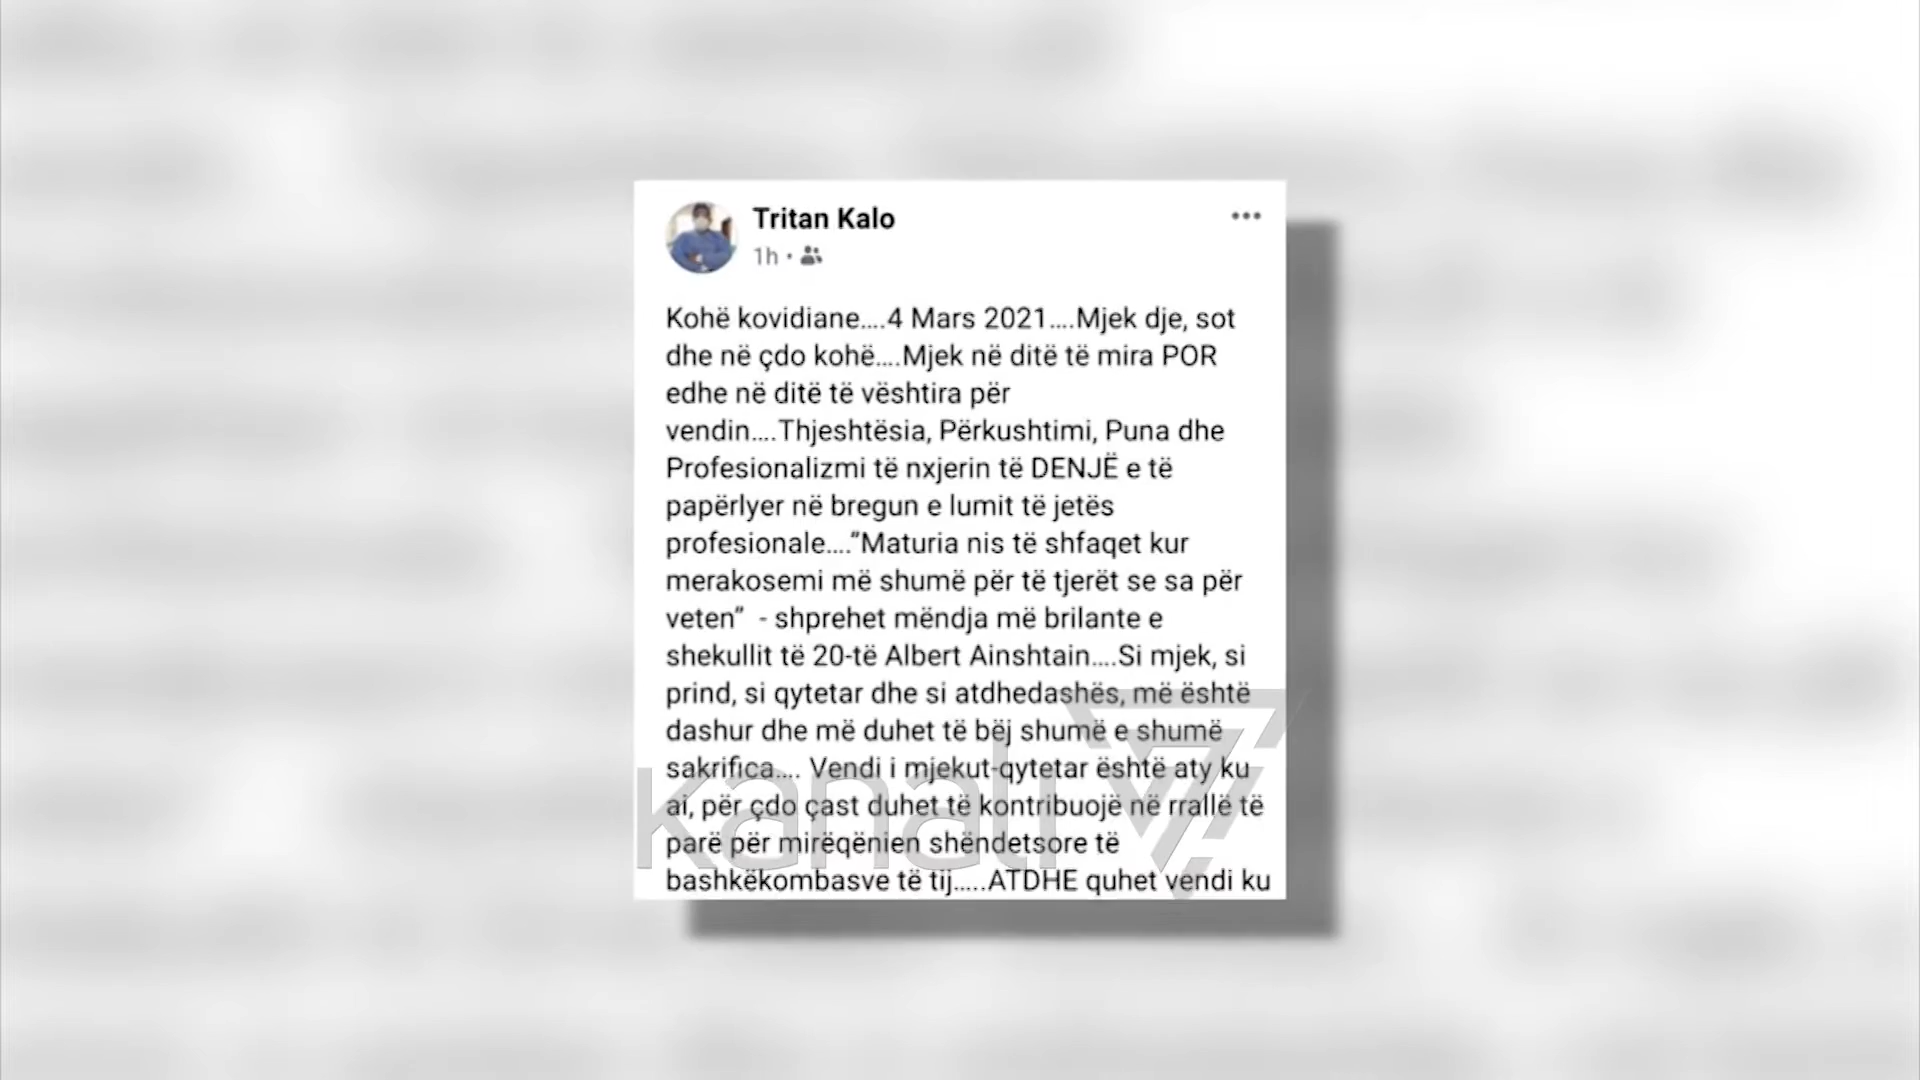 Tritan Kalo
1h
Kohë kovidiane....4 Mars 2021....Mjek dje, sot
dhe në çdo kohë....Mjek në ditë të mira POR
edhe në ditë të vështira për
vendin....Thjeshtësia, Përkushtimi, Puna dhe
Profesionalizmi të nxjerin të DENJË e të
papërlyer në bregun e lumit të jetës
profesionale...."Maturia nis të shfaqet kur
merakosemi më shumë për të tjerët se sa për
veten"  - shprehet mëndja më brilante e
shekullit të 20-të Albert Ainshtain....Si mjek, si
prind, si qytetar dhe si atdhedashës, më është
dashur dhe më duhet të bëj shumë e shumë
sakrifica.... Vendi i mjekut-qytetar është aty ku
ai, për çdo çast duhet të kontribuojë në rrallë të
parë për mirëqënien shëndetsore të
bashkëkombasve të tij.....ATDHE quhet vendi ku
kanali 7